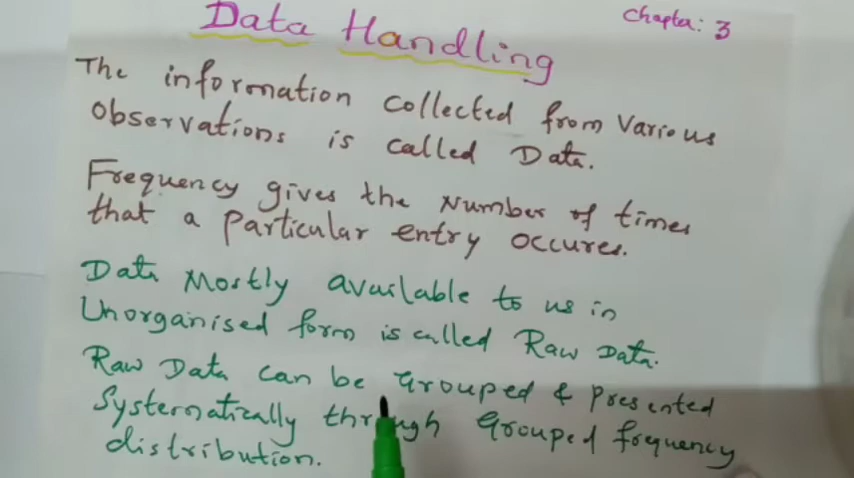 Data Handling
Chapter: 3
The information collected from various
observations is called Data.
Frequency gives the Number of times
that a particular entry occures.
Data Mostly available to us in
Unorganised form is called Raw Data.
Raw Data can be Grouped & Presented
Systematically through Grouped frequency
distribution.